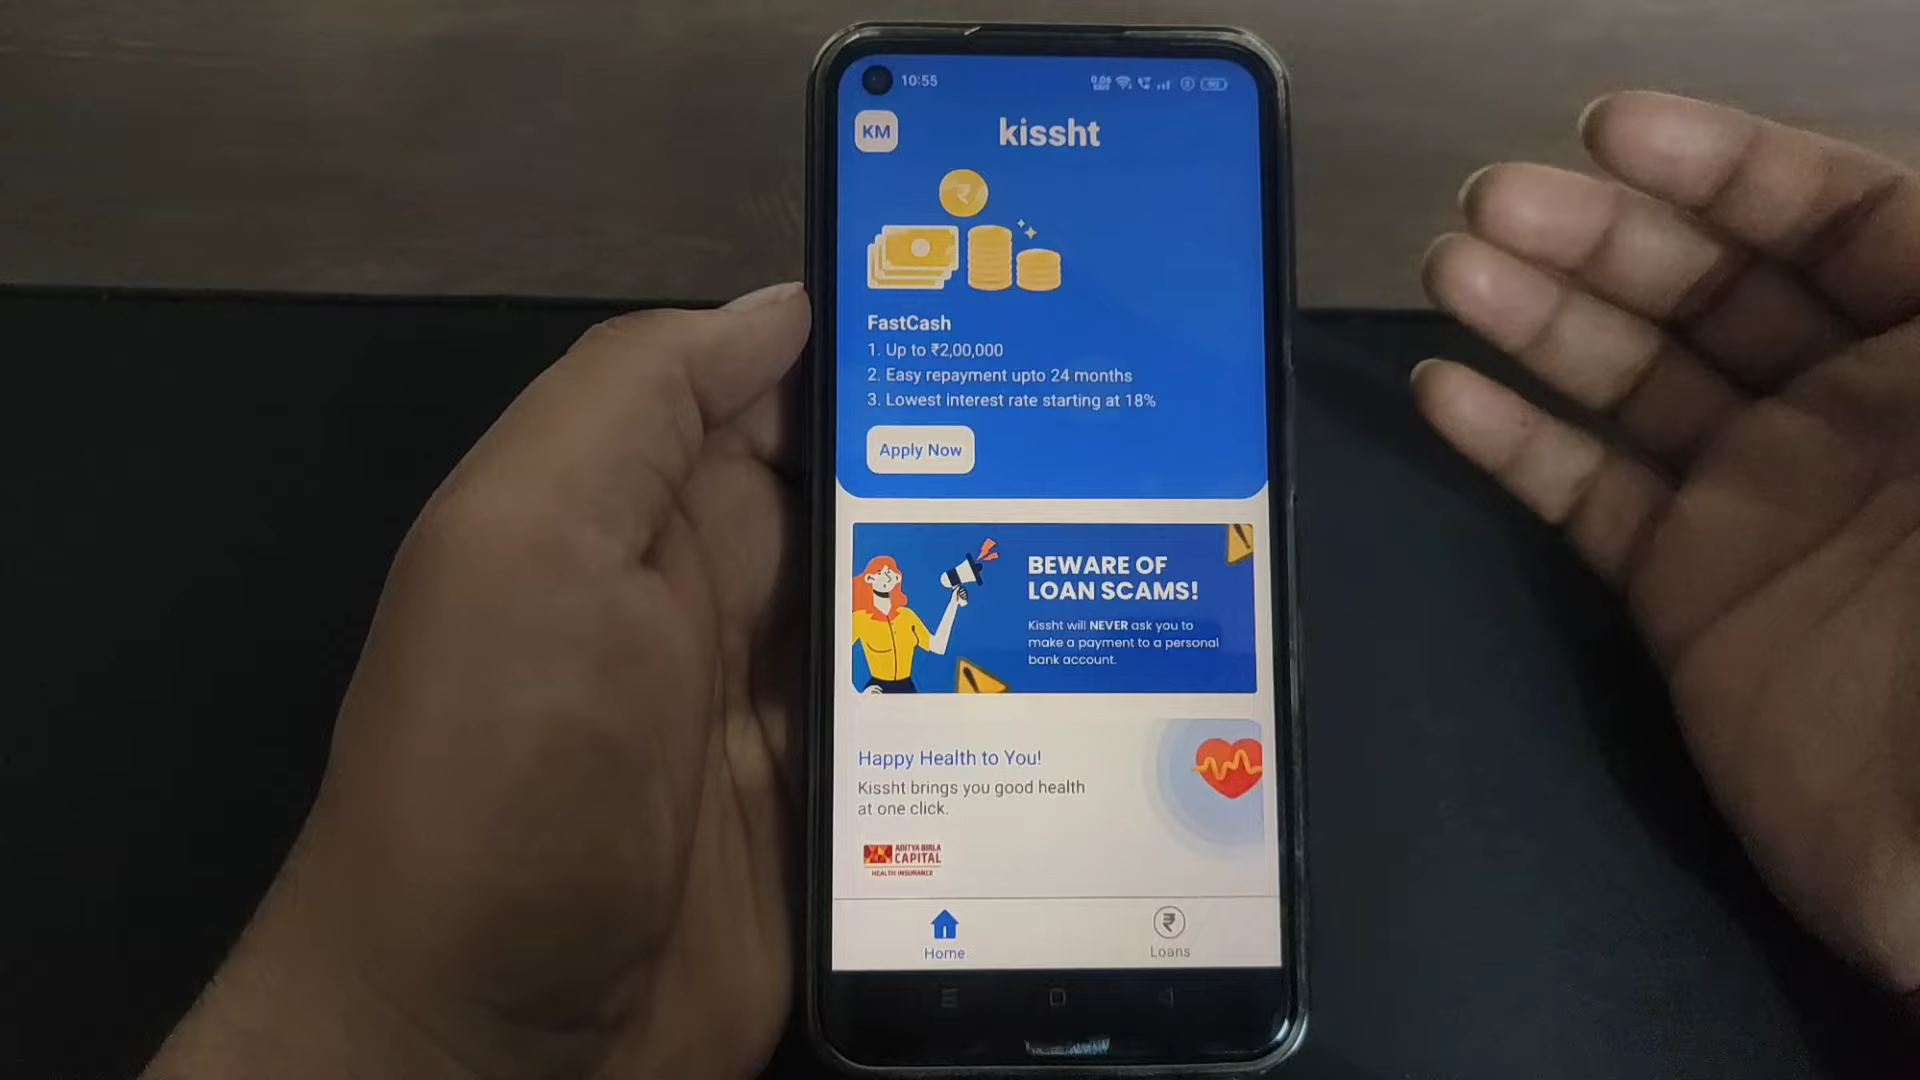 10:55
KM
kissht
FastCash
1. Up to ₹2,00,000
2. Easy repayment upto 24 months
3. Lowest interest rate starting at 18%
Apply Now
BEWARE OF
LOAN SCAMS!
Kissht will NEVER ask you to
make a payment to a personal
bank account.
Happy Health to You!
Kissht brings you good health
at one click.
ADITYA BIRLA
CAPITAL
HEALTH INSURANCE
Home
Loans